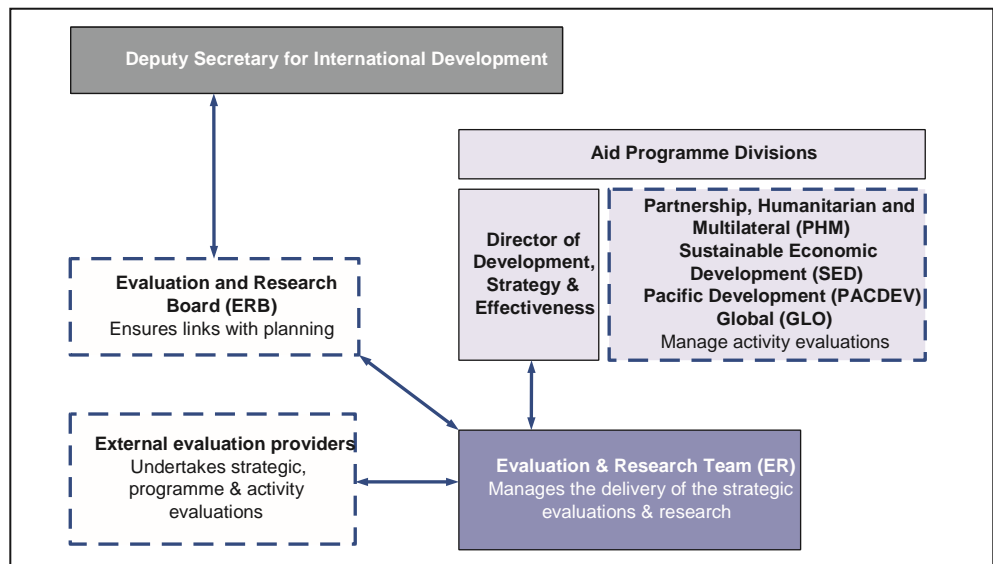 Deputy Secretary for International Development
Aid Programme Divisions
Director of
Development,
Strategy &
Effectiveness
Partnership, Humanitarian and
Multilateral (PHM)
Sustainable Economic
Development (SED)
Pacific Development (PACDEV)
Global (GLO)
Manage activity evaluations
Evaluation and Research
Board (ERB)
Ensures links with planning
External evaluation providers
Undertakes strategic,
programme & activity
evaluations
Evaluation & Research Team (ER)
Manages the delivery of the strategic
evaluations & research